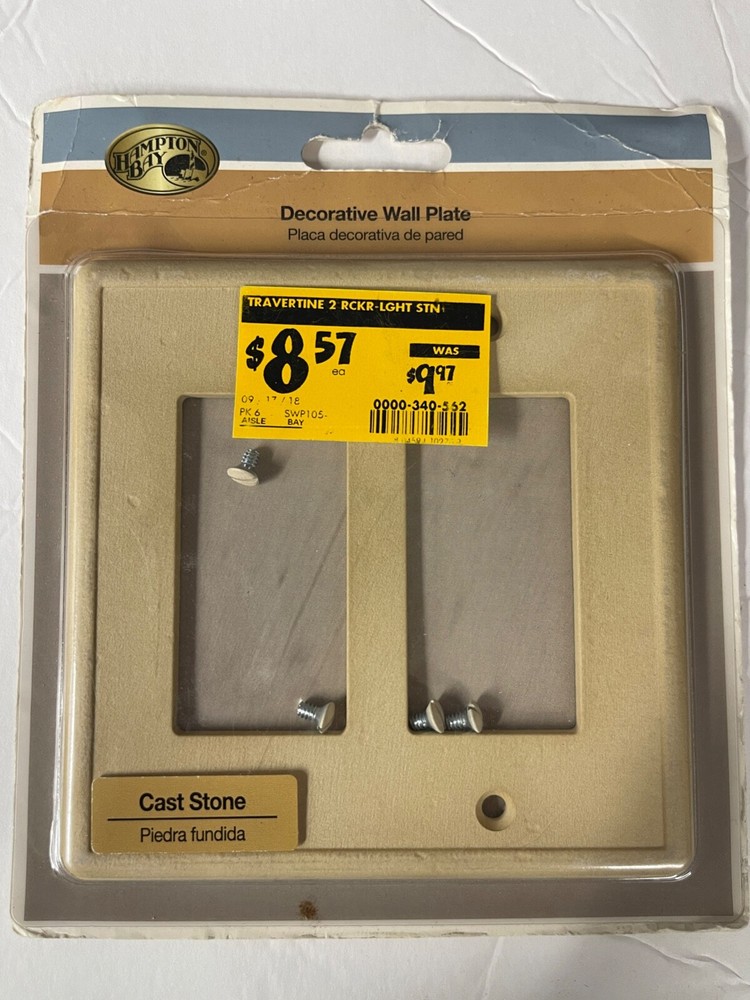 HAMPTON
BAY
Decorative Wall Plate
Placa decorativa de pared
TRAVERTINE 2 RCKR-LGHT STN
$8 57
ea
WAS
$9 97
09 17/18
0000-340-552
PK 6 SWP105-
AISLE BAY
Cast Stone
Piedra fundida